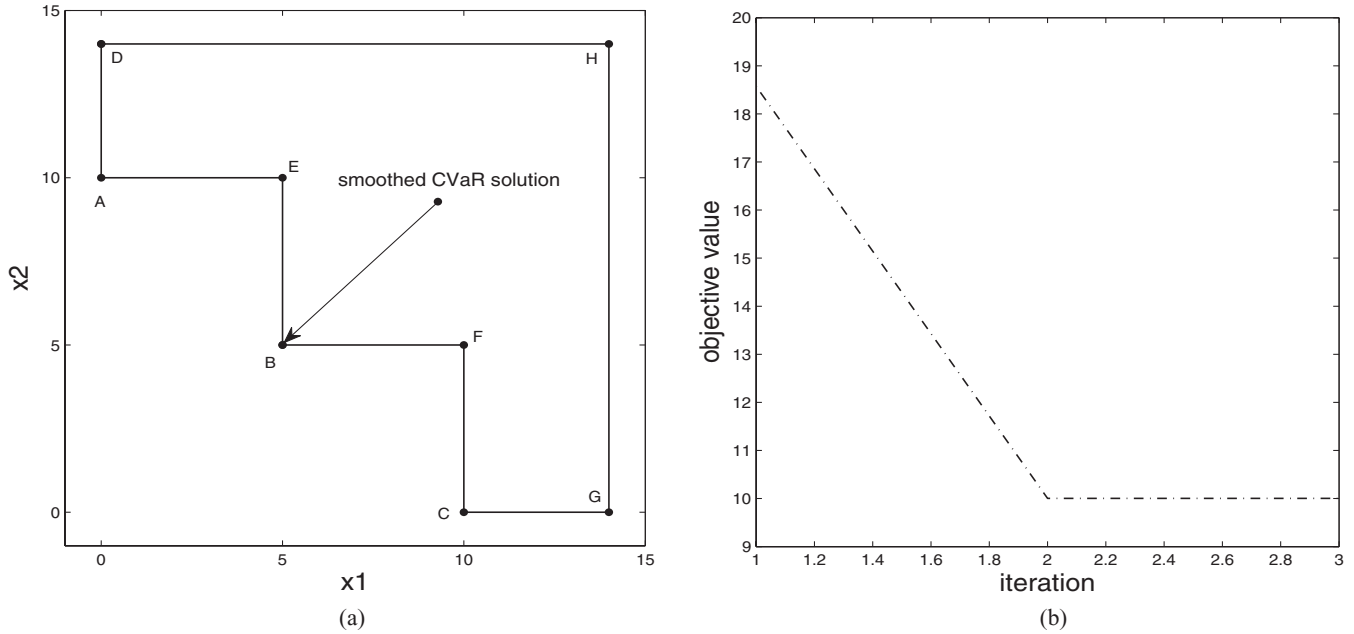 15
D
H
10
A
E
smoothed CVaR solution
x2
5
B
F
0
C
G
0
5
10
15
x1
(a)
20
19
18
17
16
15
14
13
12
11
10
9
objective value
1
1.2
1.4
1.6
1.8
2
2.2
2.4
2.6
2.8
3
iteration
(b)